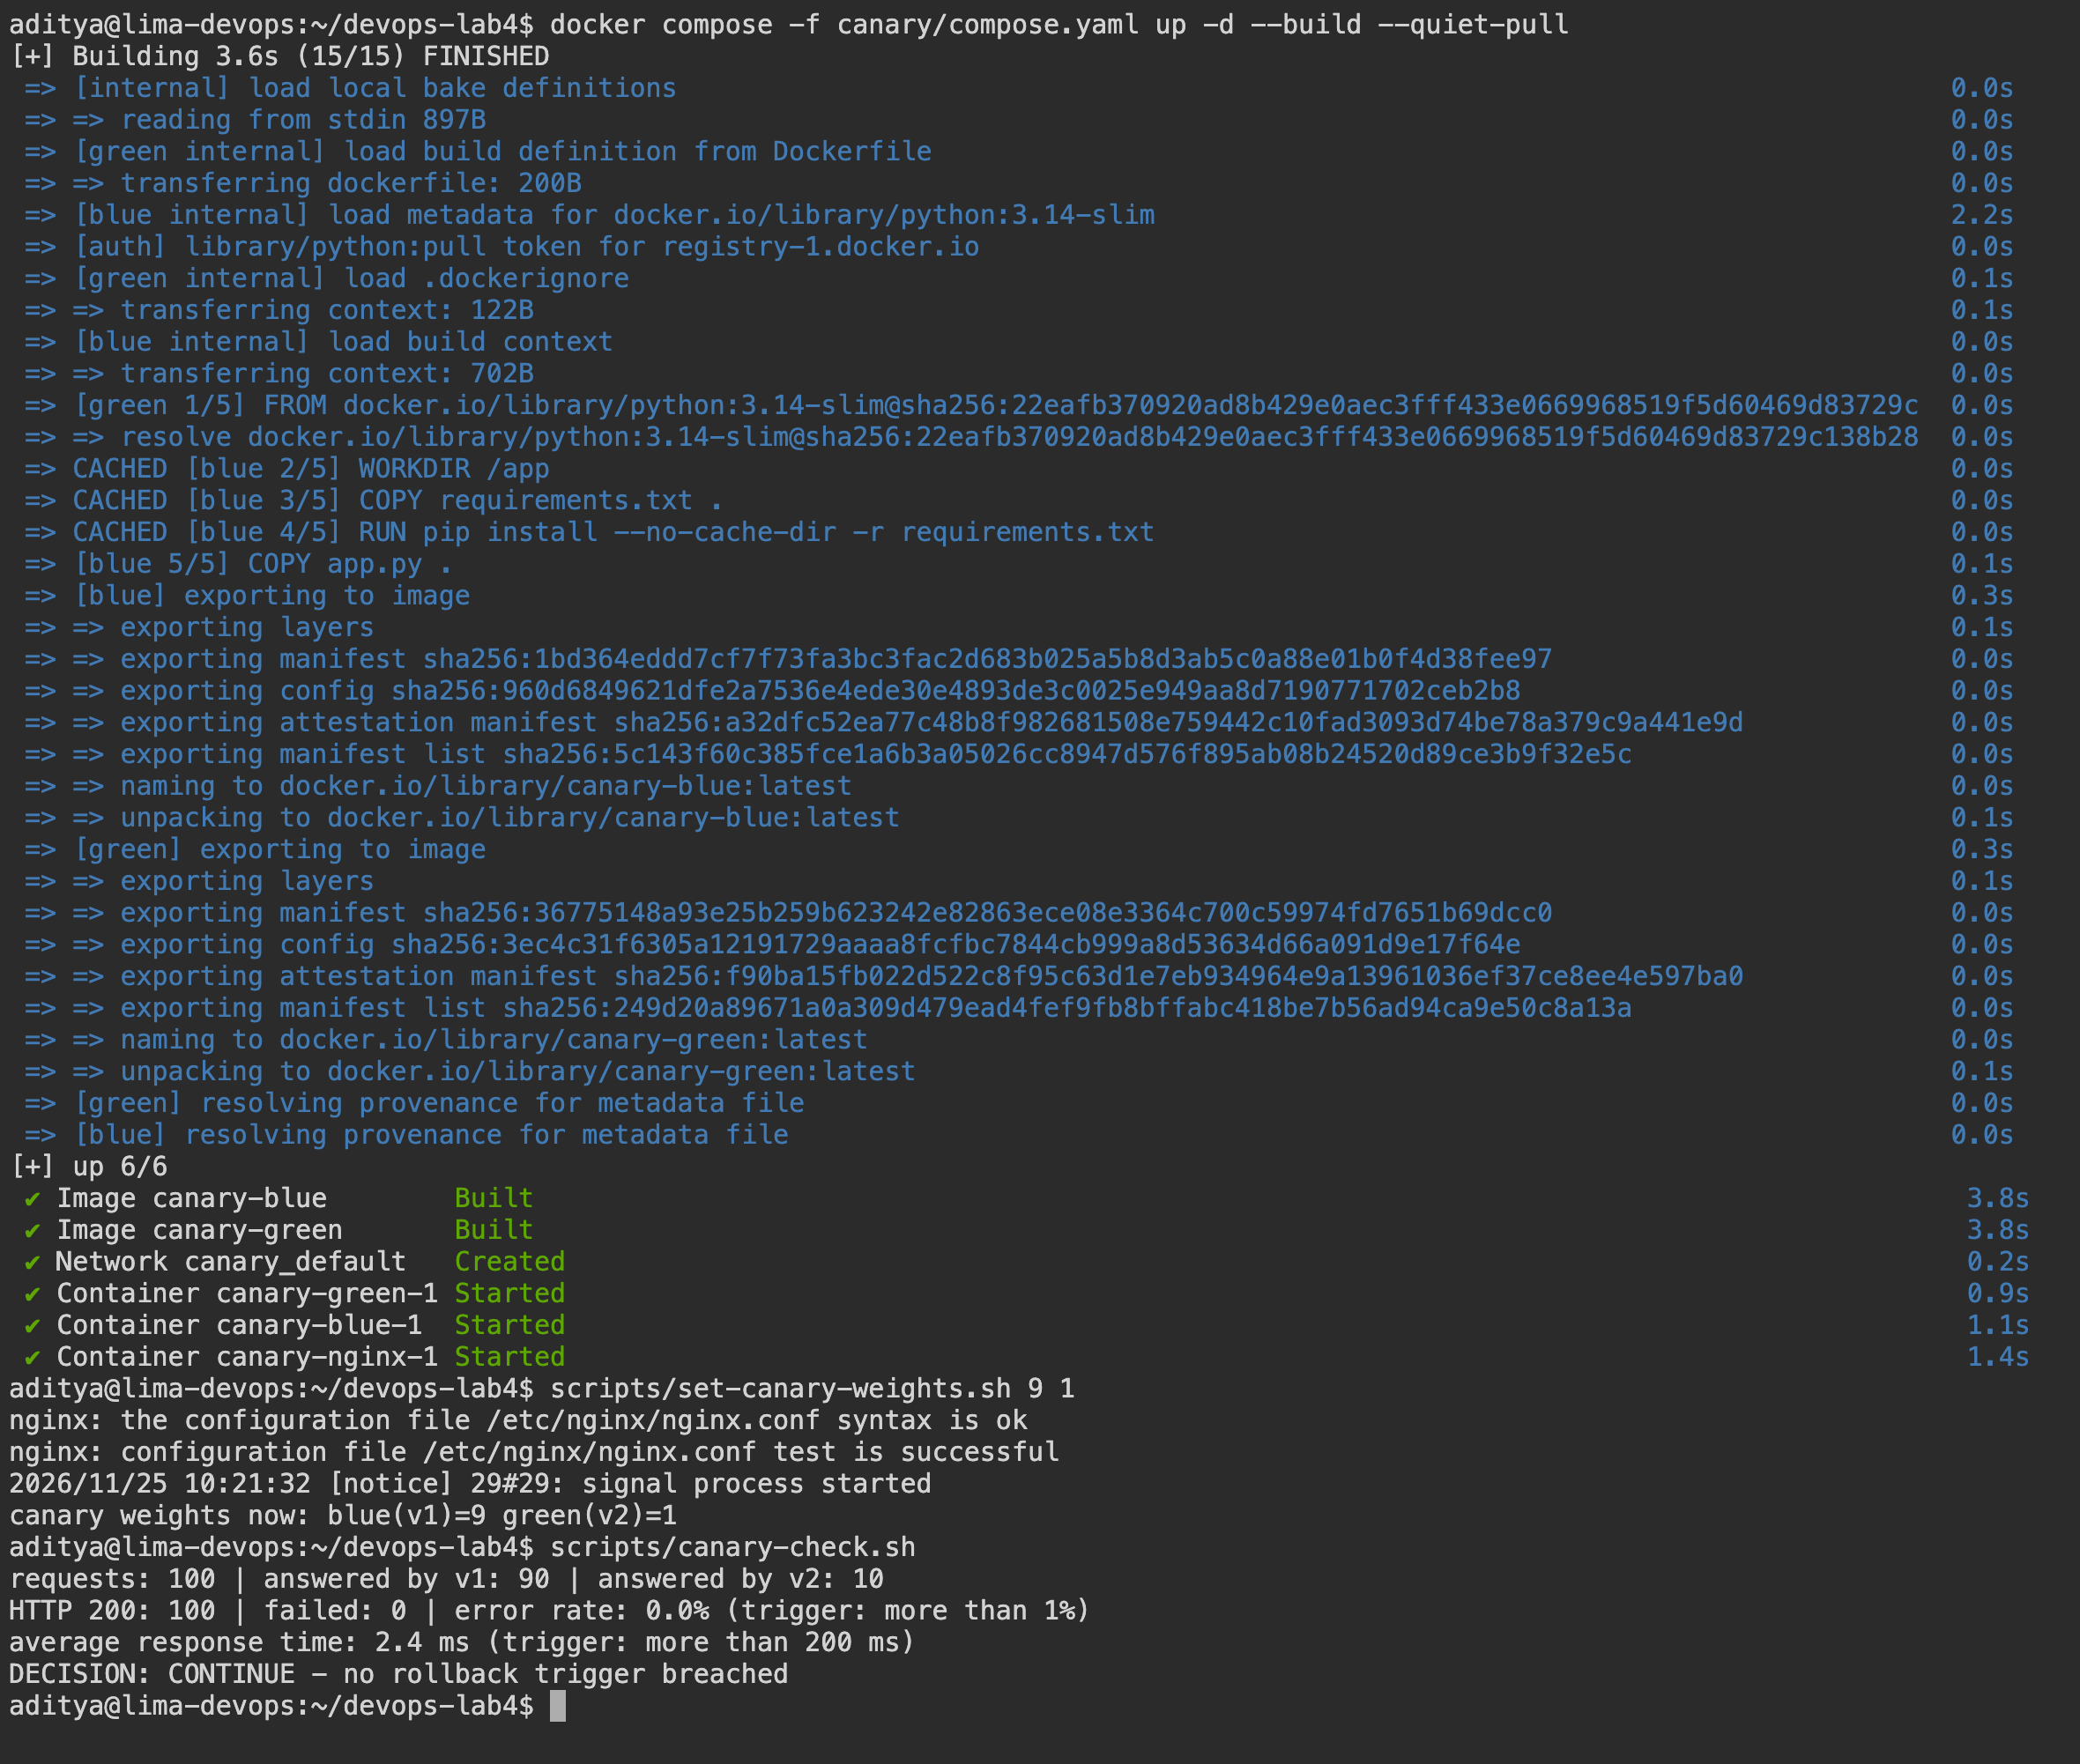 aditya@lima-devops:~/devops-lab4$ docker compose -f canary/compose.yaml up -d --build --quiet-pull
[+] Building 3.6s (15/15) FINISHED
 => [internal] load local bake definitions 0.0s
 => => reading from stdin 897B 0.0s
 => [green internal] load build definition from Dockerfile 0.0s
 => => transferring dockerfile: 200B 0.0s
 => [blue internal] load metadata for docker.io/library/python:3.14-slim 2.2s
 => [auth] library/python:pull token for registry-1.docker.io 0.0s
 => [green internal] load .dockerignore 0.1s
 => => transferring context: 122B 0.1s
 => [blue internal] load build context 0.0s
 => => transferring context: 702B 0.0s
 => [green 1/5] FROM docker.io/library/python:3.14-slim@sha256:22eafb370920ad8b429e0aec3fff433e0669968519f5d60469d83729c 0.0s
 => => resolve docker.io/library/python:3.14-slim@sha256:22eafb370920ad8b429e0aec3fff433e0669968519f5d60469d83729c138b28 0.0s
 => CACHED [blue 2/5] WORKDIR /app 0.0s
 => CACHED [blue 3/5] COPY requirements.txt . 0.0s
 => CACHED [blue 4/5] RUN pip install --no-cache-dir -r requirements.txt 0.0s
 => [blue 5/5] COPY app.py . 0.1s
 => [blue] exporting to image 0.3s
 => => exporting layers 0.1s
 => => exporting manifest sha256:1bd364eddd7cf7f73fa3bc3fac2d683b025a5b8d3ab5c0a88e01b0f4d38fee97 0.0s
 => => exporting config sha256:960d6849621dfe2a7536e4ede30e4893de3c0025e949aa8d7190771702ceb2b8 0.0s
 => => exporting attestation manifest sha256:a32dfc52ea77c48b8f982681508e759442c10fad3093d74be78a379c9a441e9d 0.0s
 => => exporting manifest list sha256:5c143f60c385fce1a6b3a05026cc8947d576f895ab08b24520d89ce3b9f32e5c 0.0s
 => => naming to docker.io/library/canary-blue:latest 0.0s
 => => unpacking to docker.io/library/canary-blue:latest 0.1s
 => [green] exporting to image 0.3s
 => => exporting layers 0.1s
 => => exporting manifest sha256:36775148a93e25b259b623242e82863ece08e3364c700c59974fd7651b69dcc0 0.0s
 => => exporting config sha256:3ec4c31f6305a12191729aaaa8fcfbc7844cb999a8d53634d66a091d9e17f64e 0.0s
 => => exporting attestation manifest sha256:f90ba15fb022d522c8f95c63d1e7eb934964e9a13961036ef37ce8ee4e597ba0 0.0s
 => => exporting manifest list sha256:249d20a89671a0a309d479ead4fef9fb8bffabc418be7b56ad94ca9e50c8a13a 0.0s
 => => naming to docker.io/library/canary-green:latest 0.0s
 => => unpacking to docker.io/library/canary-green:latest 0.1s
 => [green] resolving provenance for metadata file 0.0s
 => [blue] resolving provenance for metadata file 0.0s
[+] up 6/6
 ✔ Image canary-blue Built 3.8s
 ✔ Image canary-green Built 3.8s
 ✔ Network canary_default Created 0.2s
 ✔ Container canary-green-1 Started 0.9s
 ✔ Container canary-blue-1 Started 1.1s
 ✔ Container canary-nginx-1 Started 1.4s
aditya@lima-devops:~/devops-lab4$ scripts/set-canary-weights.sh 9 1
nginx: the configuration file /etc/nginx/nginx.conf syntax is ok
nginx: configuration file /etc/nginx/nginx.conf test is successful
2026/11/25 10:21:32 [notice] 29#29: signal process started
canary weights now: blue(v1)=9 green(v2)=1
aditya@lima-devops:~/devops-lab4$ scripts/canary-check.sh
requests: 100 | answered by v1: 90 | answered by v2: 10
HTTP 200: 100 | failed: 0 | error rate: 0.0% (trigger: more than 1%)
average response time: 2.4 ms (trigger: more than 200 ms)
DECISION: CONTINUE - no rollback trigger breached
aditya@lima-devops:~/devops-lab4$